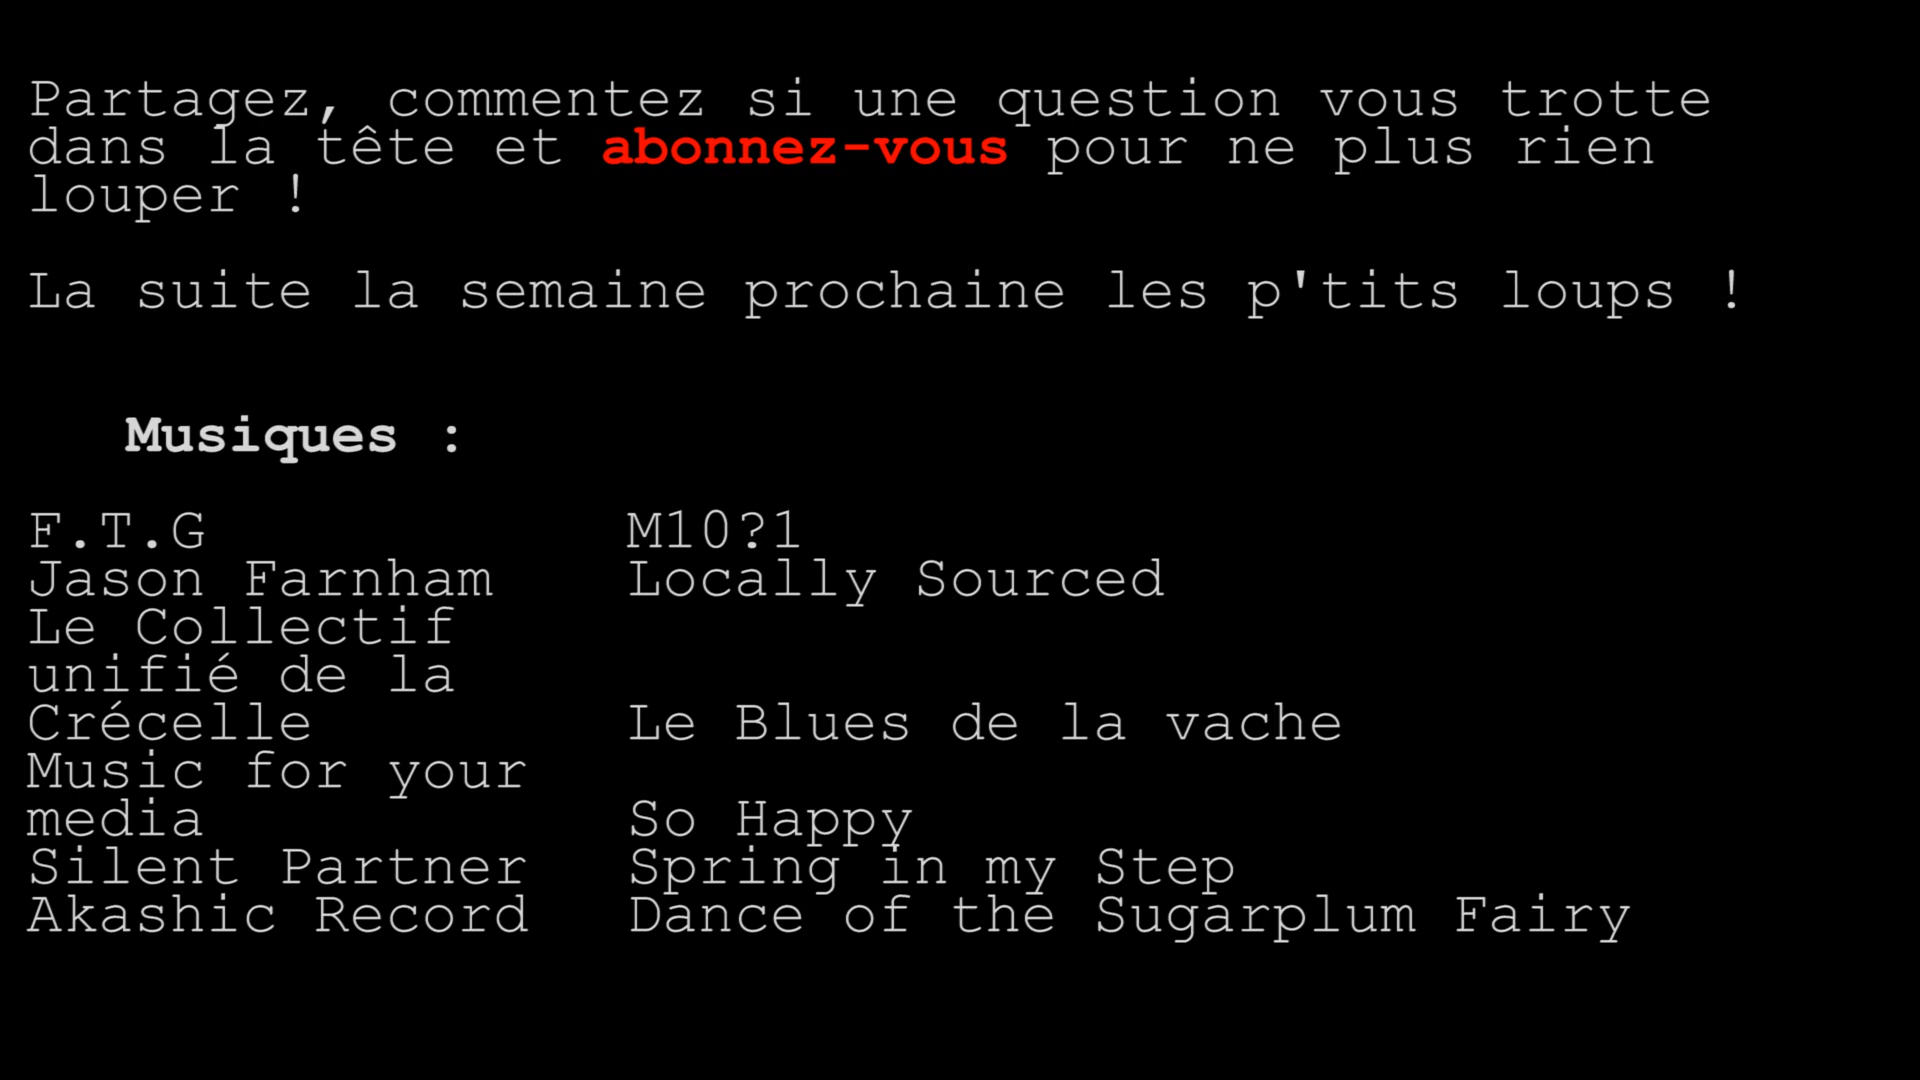 Partagez, commentez si une question vous trotte
dans la tête et abonnez-vous pour ne plus rien
louper !
La suite la semaine prochaine les p'tits loups !
Musiques :
F.T.G M10?1
Jason Farnham Locally Sourced
Le Collectif
unifié de la
Crécelle Le Blues de la vache
Music for your
media So Happy
Silent Partner Spring in my Step
Akashic Record Dance of the Sugarplum Fairy